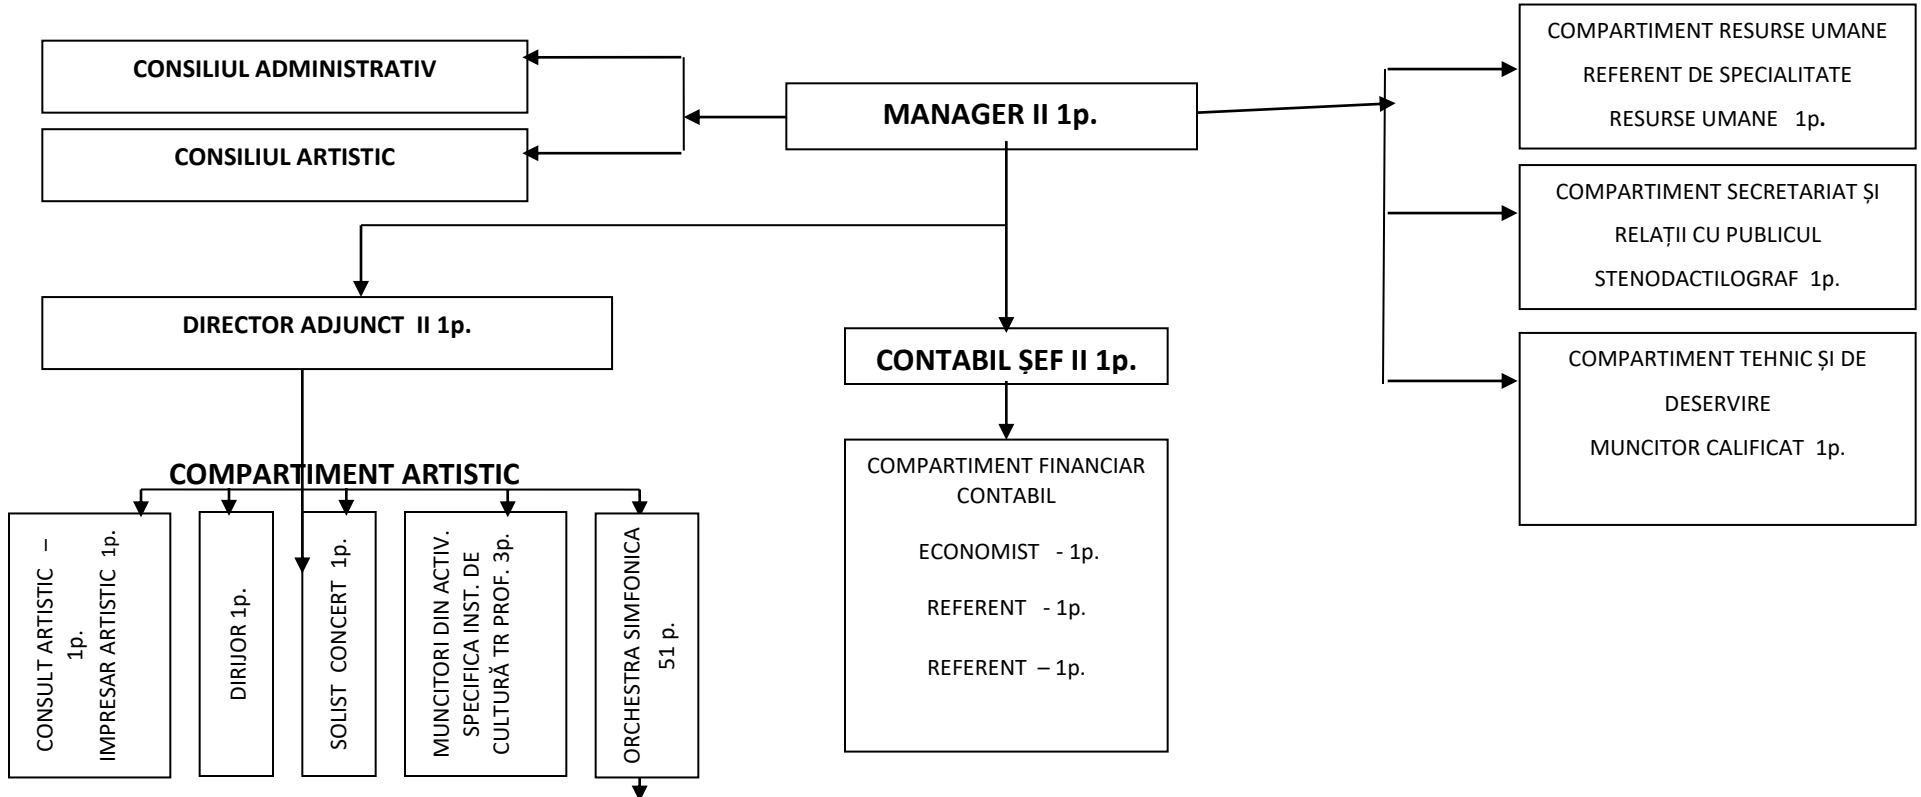 CONSILIUL ADMINISTRATIV
CONSILIUL ARTISTIC
MANAGER II 1p.
COMPARTIMENT RESURSE UMANE
REFERENT DE SPECIALITATE
RESURSE UMANE 1p.
COMPARTIMENT SECRETARIAT ȘI
RELAȚII CU PUBLICUL
STENODACTILOGRAF 1p.
COMPARTIMENT TEHNIC ȘI DE
DESERVIRE
MUNCITOR CALIFICAT 1p.
DIRECTOR ADJUNCT II 1p.
CONTABIL ȘEF II 1p.
COMPARTIMENT FINANCIAR
CONTABIL
ECONOMIST - 1p.
REFERENT - 1p.
REFERENT – 1p.
COMPARTIMENT ARTISTIC
CONSULT ARTISTIC –
1p.
IMPRESAR ARTISTIC 1p.
DIRIJOR 1p.
SOLIST CONCERT 1p.
MUNCITORI DIN ACTIV.
SPECIFICA INST. DE
CULTURĂ TR PROF. 3p.
ORCHESTRA SIMFONICA
51 p.